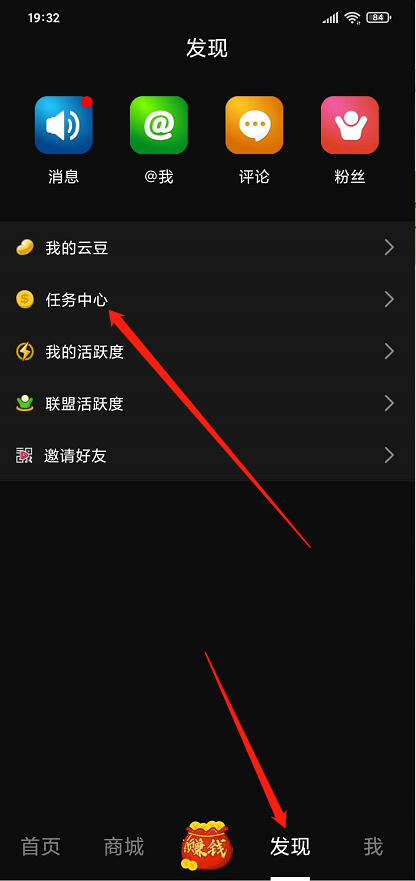 19:32
84
发现
消息
@我
评论
粉丝
我的云豆
任务中心
我的活跃度
联盟活跃度
邀请好友
首页
商城
赚钱
发现
我